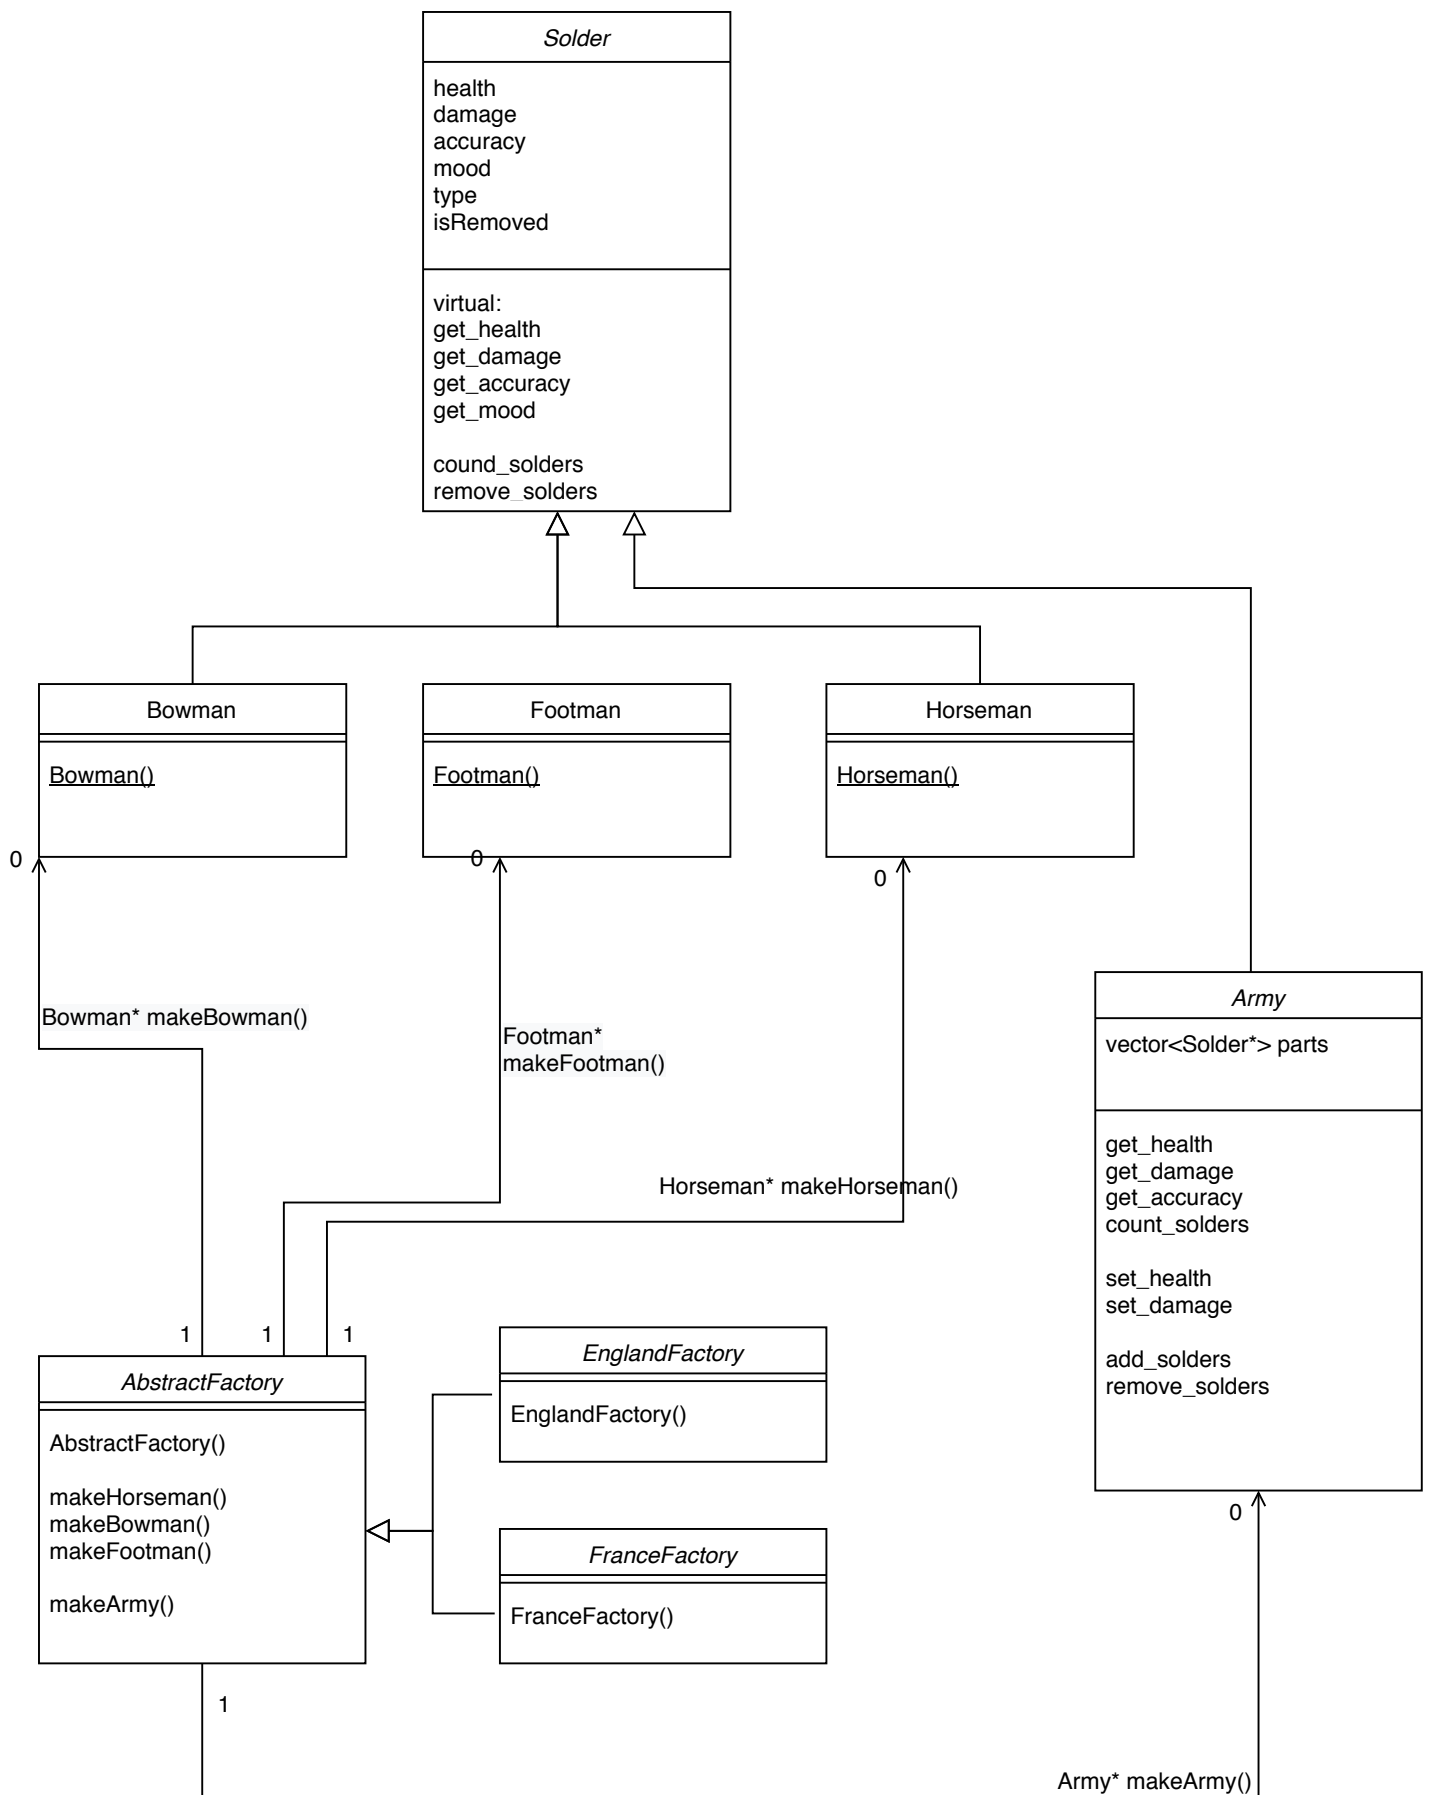 Solder
health
damage
accuracy
mood
type
isRemoved
virtual:
get_health
get_damage
get_accuracy
get_mood
cound_solders
remove_solders
Bowman
Bowman()
Footman
Footman()
Horseman
Horseman()
0
0
0
Bowman* makeBowman()
Footman*
makeFootman()
Horseman* makeHorseman()
Army
vector<Solder*> parts
get_health
get_damage
get_accuracy
count_solders
set_health
set_damage
add_solders
remove_solders
1
1
1
AbstractFactory
AbstractFactory()
makeHorseman()
makeBowman()
makeFootman()
makeArmy()
EnglandFactory
EnglandFactory()
FranceFactory
FranceFactory()
0
1
Army* makeArmy()